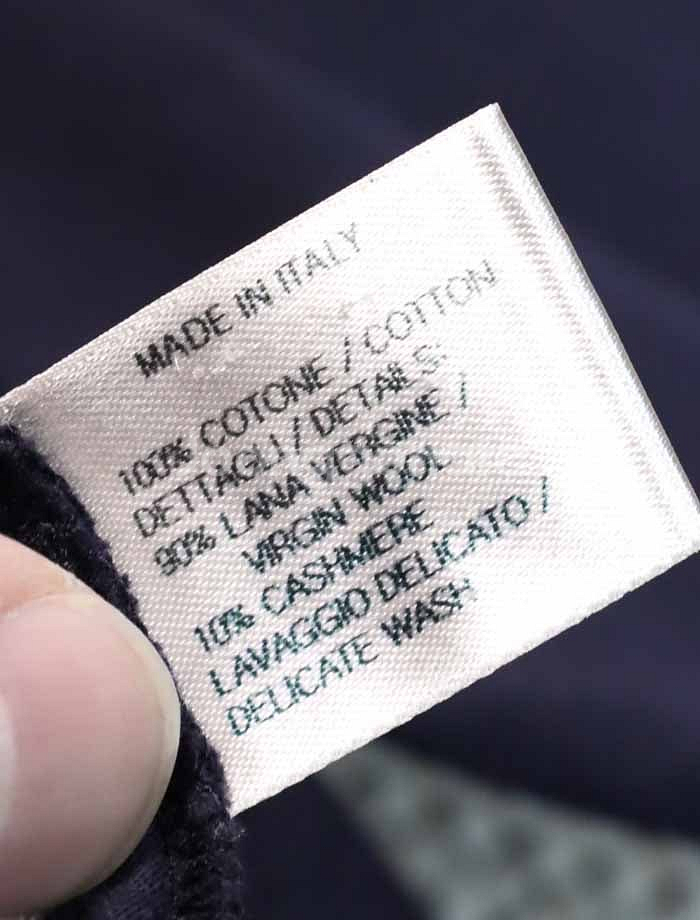 MADE IN ITALY
100% COTONE / COTTON
DETTAGLI / DETAILS:
90% LANA VERGINE /
VIRGIN WOOL
10% CASHMERE
LAVAGGIO DELICATO /
DELICATE WASH